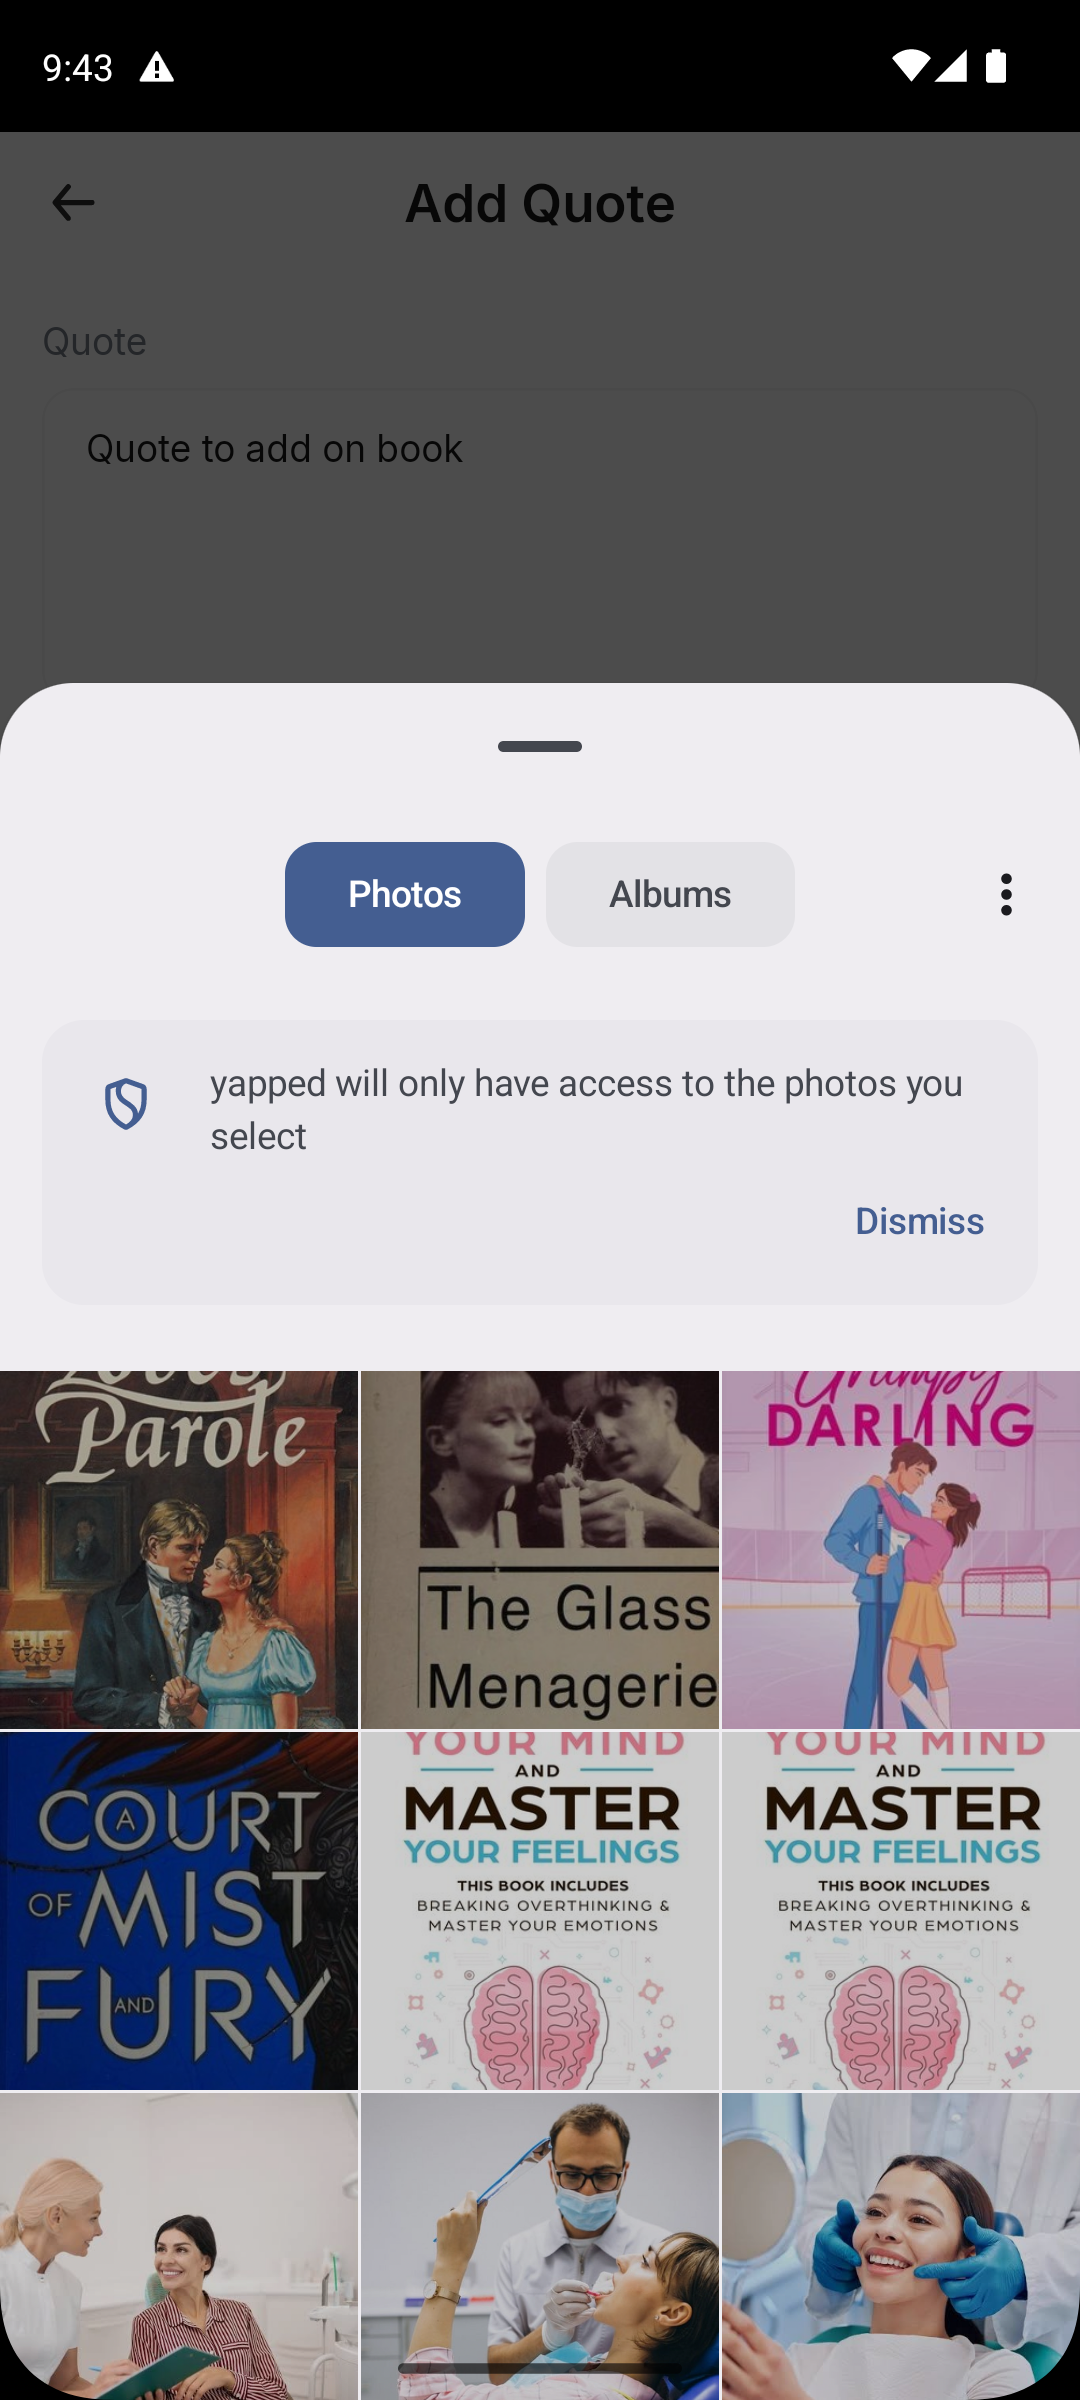 9:43
Add Quote
Quote
Quote to add on book
Photos
Albums
yapped will only have access to the photos you
select
Dismiss
Parole
The Glass
Menagerie
Grumpy
DARLING
A
COURT
OF MIST
AND
FURY
YOUR MIND
AND
MASTER
YOUR FEELINGS
THIS BOOK INCLUDES
BREAKING OVERTHINKING &
MASTER YOUR EMOTIONS
YOUR MIND
AND
MASTER
YOUR FEELINGS
THIS BOOK INCLUDES
BREAKING OVERTHINKING &
MASTER YOUR EMOTIONS